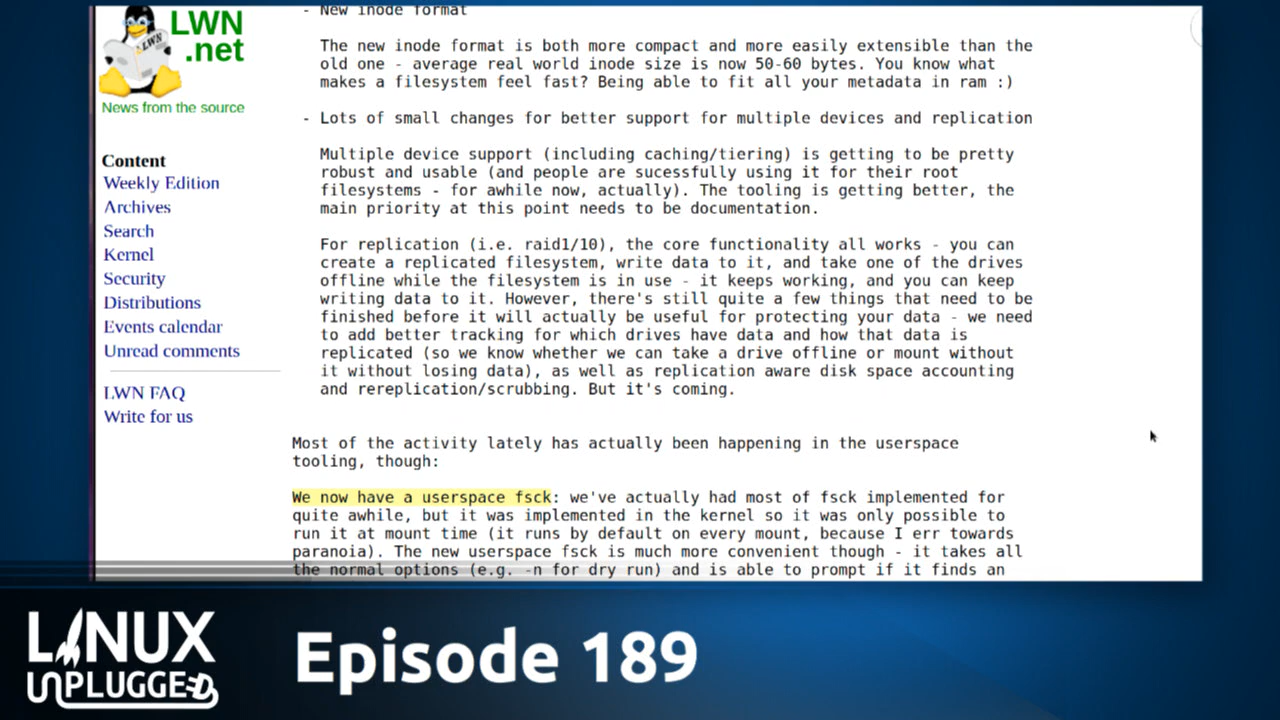 - New inode format
LWN
.net
LWN
News from the source
The new inode format is both more compact and more easily extensible than the
old one - average real world inode size is now 50-60 bytes. You know what
makes a filesystem feel fast? Being able to fit all your metadata in ram :)
- Lots of small changes for better support for multiple devices and replication
Multiple device support (including caching/tiering) is getting to be pretty
robust and usable (and people are sucessfully using it for their root
filesystems - for awhile now, actually). The tooling is getting better, the
main priority at this point needs to be documentation.
For replication (i.e. raid1/10), the core functionality all works - you can
create a replicated filesystem, write data to it, and take one of the drives
offline while the filesystem is in use - it keeps working, and you can keep
writing data to it. However, there's still quite a few things that need to be
finished before it will actually be useful for protecting your data - we need
to add better tracking for which drives have data and how that data is
replicated (so we know whether we can take a drive offline or mount without
it without losing data), as well as replication aware disk space accounting
and rereplication/scrubbing. But it's coming.
Most of the activity lately has actually been happening in the userspace
tooling, though:
We now have a userspace fsck: we've actually had most of fsck implemented for
quite awhile, but it was implemented in the kernel so it was only possible to
run it at mount time (it runs by default on every mount, because I err towards
paranoia). The new userspace fsck is much more convenient though - it takes all
the normal options (e.g. -n for dry run) and is able to prompt if it finds an
Content
Weekly Edition
Archives
Search
Kernel
Security
Distributions
Events calendar
Unread comments
LWN FAQ
Write for us
LINUX
UNPLUGGED
Episode 189